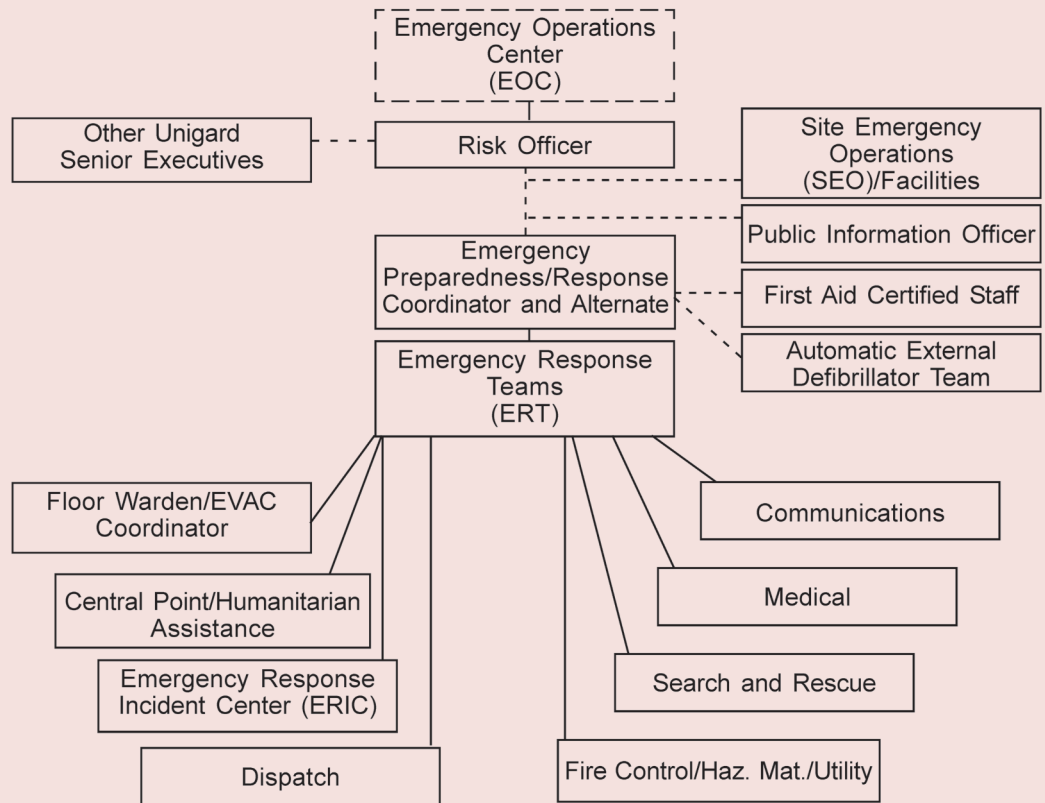 Emergency Operations
Center
(EOC)
Other Unigard
Senior Executives
Risk Officer
Site Emergency
Operations
(SEO)/Facilities
Public Information Officer
Emergency
Preparedness/Response
Coordinator and Alternate
First Aid Certified Staff
Automatic External
Defibrillator Team
Emergency Response
Teams
(ERT)
Floor Warden/EVAC
Coordinator
Communications
Central Point/Humanitarian
Assistance
Medical
Emergency Response
Incident Center (ERIC)
Search and Rescue
Dispatch
Fire Control/Haz. Mat./Utility